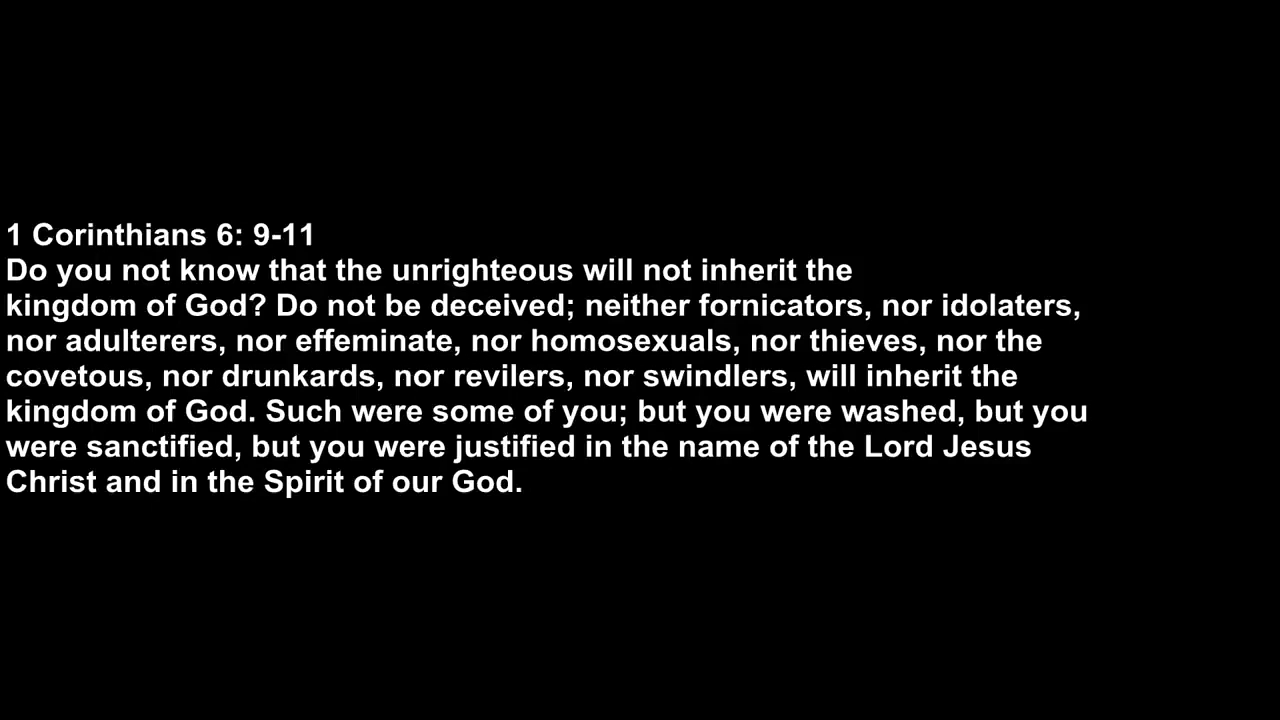 1 Corinthians 6: 9-11
Do you not know that the unrighteous will not inherit the
kingdom of God? Do not be deceived; neither fornicators, nor idolaters,
nor adulterers, nor effeminate, nor homosexuals, nor thieves, nor the
covetous, nor drunkards, nor revilers, nor swindlers, will inherit the
kingdom of God. Such were some of you; but you were washed, but you
were sanctified, but you were justified in the name of the Lord Jesus
Christ and in the Spirit of our God.